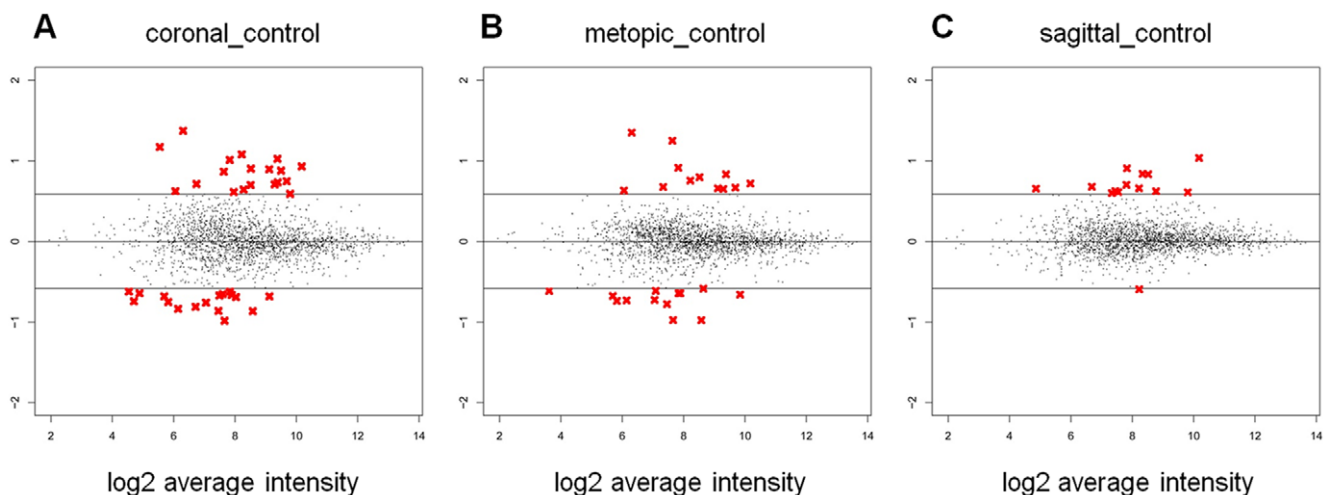 A coronal_control B metopic_control C sagittal_control
2 2 2
1 1 1
0 0 0
-1 -1 -1
-2 -2 -2
2 4 6 8 10 12 14 2 4 6 8 10 12 14 2 4 6 8 10 12 14
log2 average intensity log2 average intensity log2 average intensity